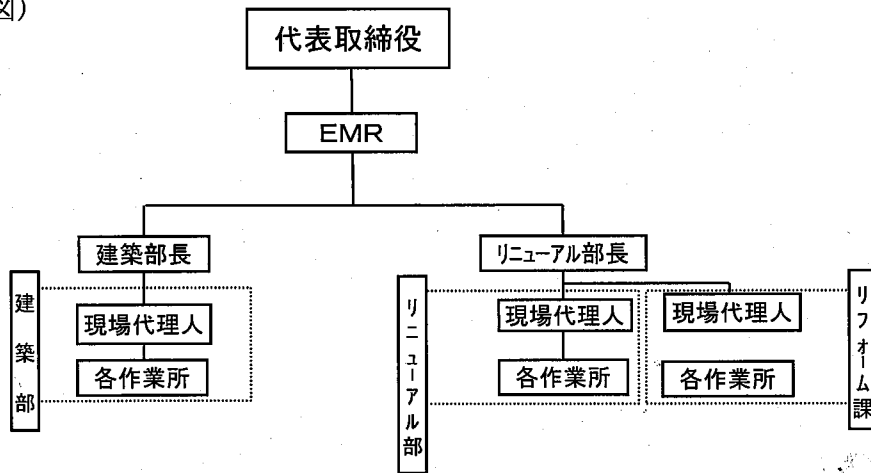 図)
代表取締役
EMR
建築部長
リニューアル部長
建築部
現場代理人
各作業所
リニューアル部
現場代理人
各作業所
現場代理人
各作業所
リフォーム課